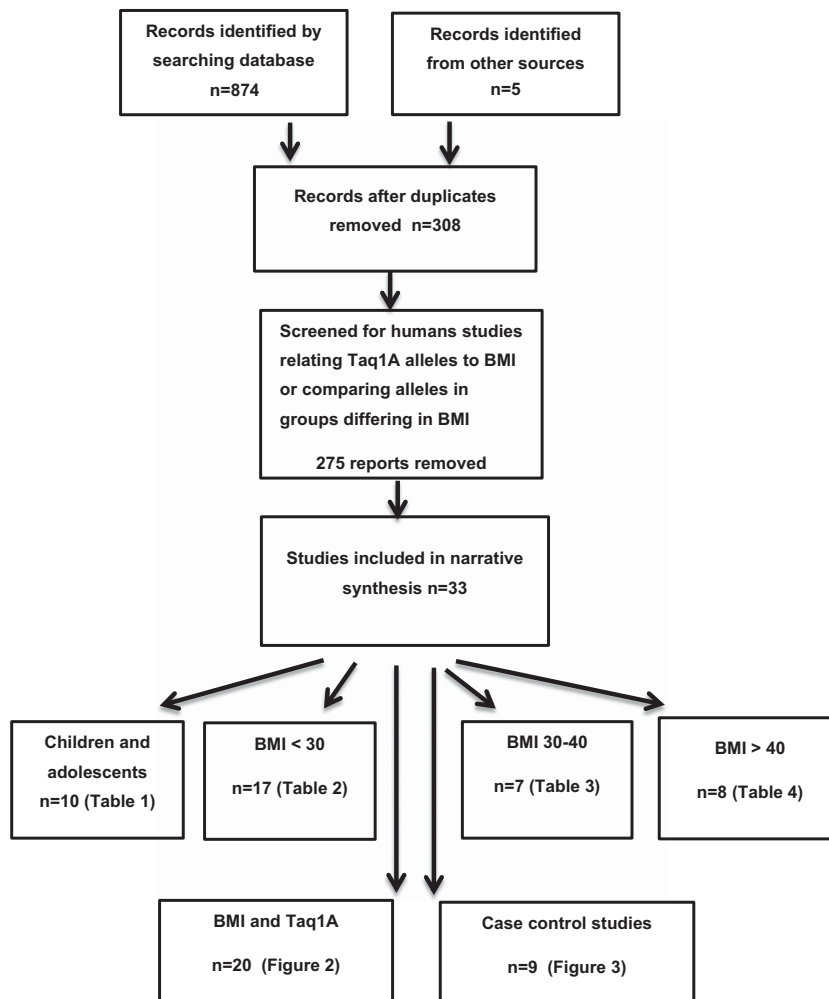 Records identified by
searching database
n=874
Records identified
from other sources
n=5
Records after duplicates
removed n=308
Screened for humans studies
relating Taq1A alleles to BMI
or comparing alleles in
groups differing in BMI
275 reports removed
Studies included in narrative
synthesis n=33
Children and
adolescents
n=10 (Table 1)
BMI < 30
n=17 (Table 2)
BMI 30-40
n=7 (Table 3)
BMI > 40
n=8 (Table 4)
BMI and Taq1A
n=20 (Figure 2)
Case control studies
n=9 (Figure 3)